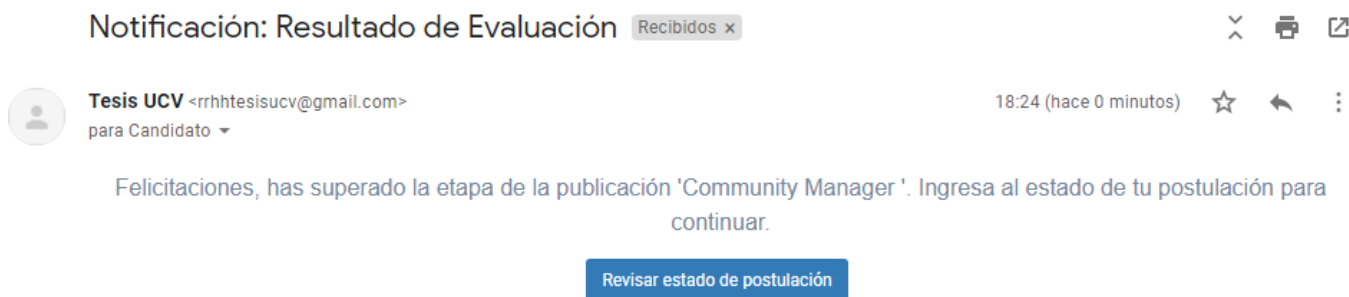 Notificación: Resultado de Evaluación Recibidos x
Tesis UCV <rrhhtesisucv@gmail.com> 18:24 (hace 0 minutos)
para Candidato
Felicitaciones, has superado la etapa de la publicación 'Community Manager '. Ingresa al estado de tu postulación para
continuar.
Revisar estado de postulación